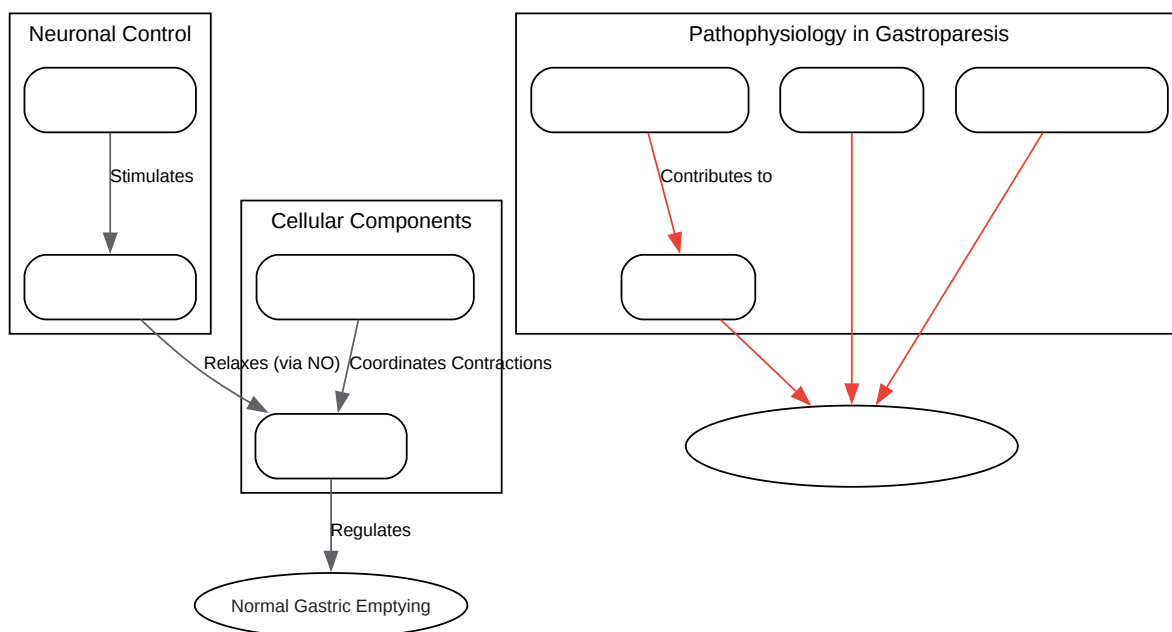 Neuronal Control
Pathophysiology in Gastroparesis
Stimulates
Contributes to
Cellular Components
Relaxes (via NO)
Coordinates Contractions
Regulates
Normal Gastric Emptying